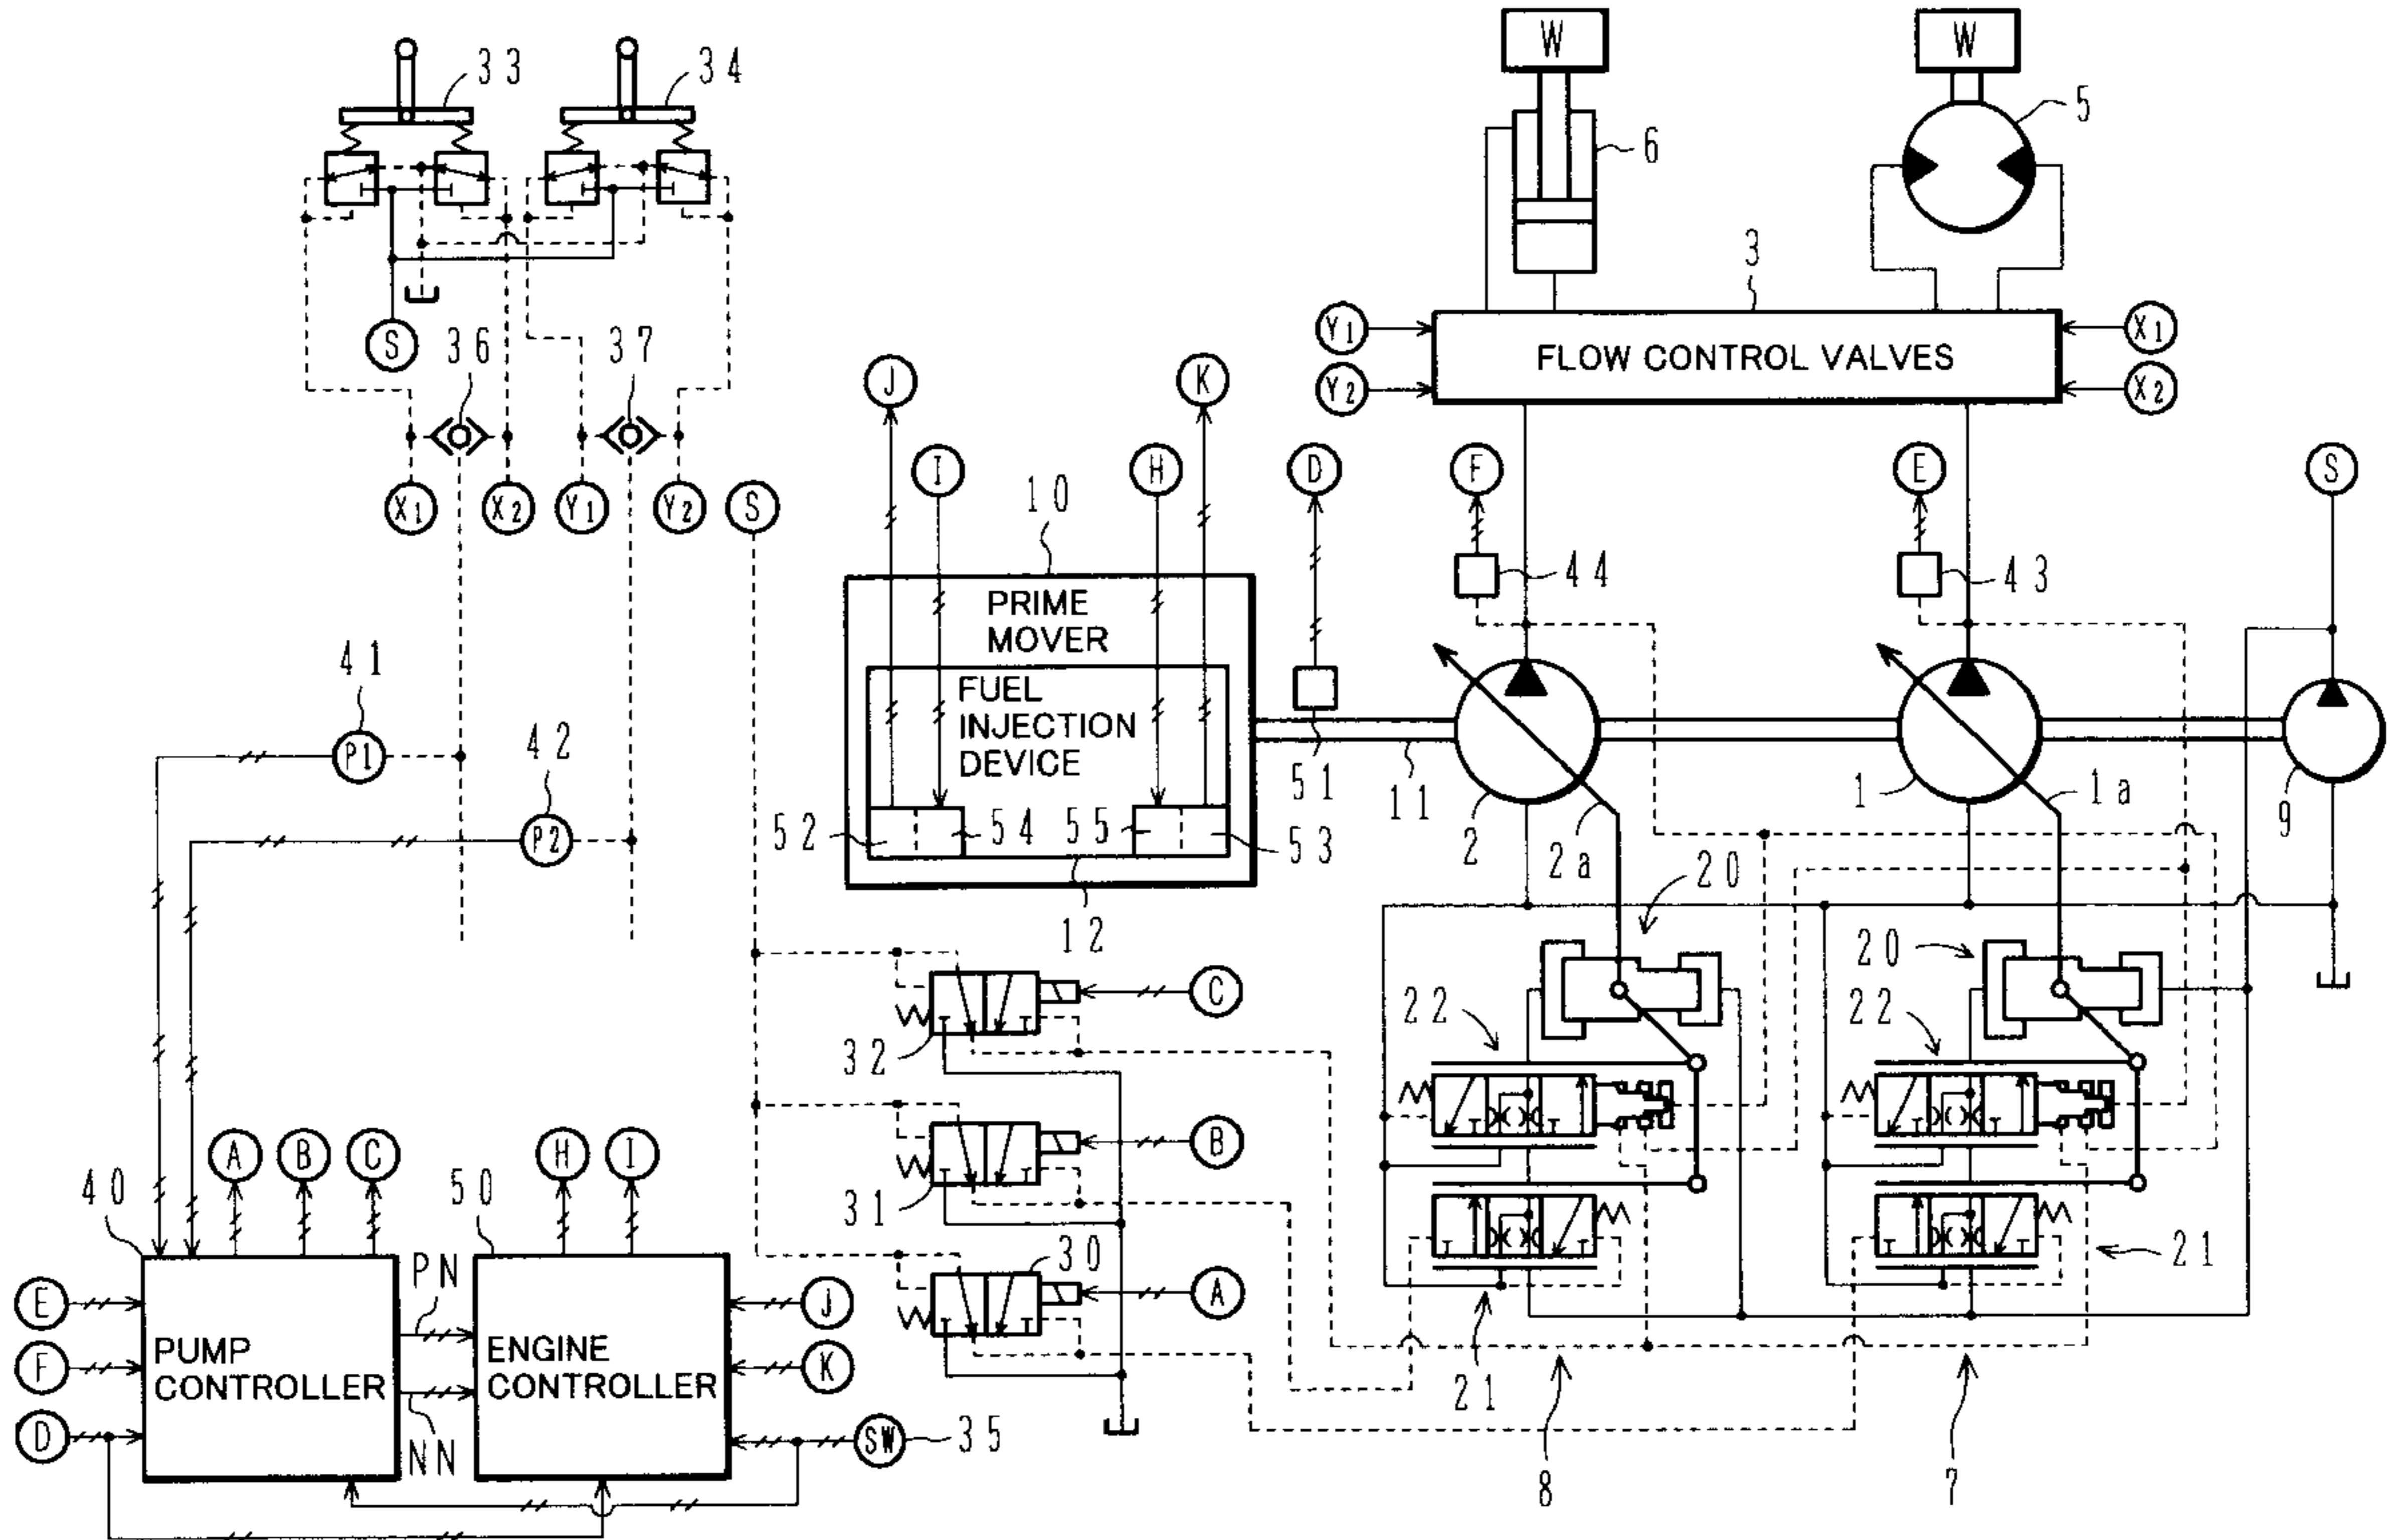 W
W
33
34
5
6
3
S
36
37
J
K
Y1
FLOW CONTROL VALVES
X1
Y2
X2
I
H
D
F
E
S
X1
X2
Y1
Y2
S
10
44
43
PRIME
MOVER
41
FUEL
INJECTION
DEVICE
P1
42
51
11
1
1a
9
P2
52
54
55
53
2
2a
20
12
20
C
22
22
32
B
31
A
B
C
H
I
40
50
30
21
PN
E
A
J
PUMP
CONTROLLER
ENGINE
CONTROLLER
F
K
21
D
NN
SW
35
8
7